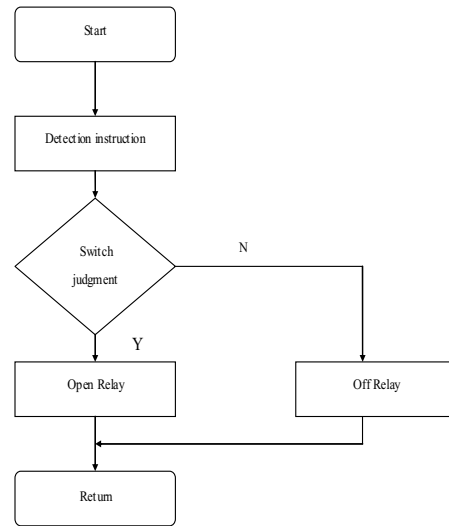 Start
Detection instruction
Switch
judgment
N
Y
Open Relay
Off Relay
Return